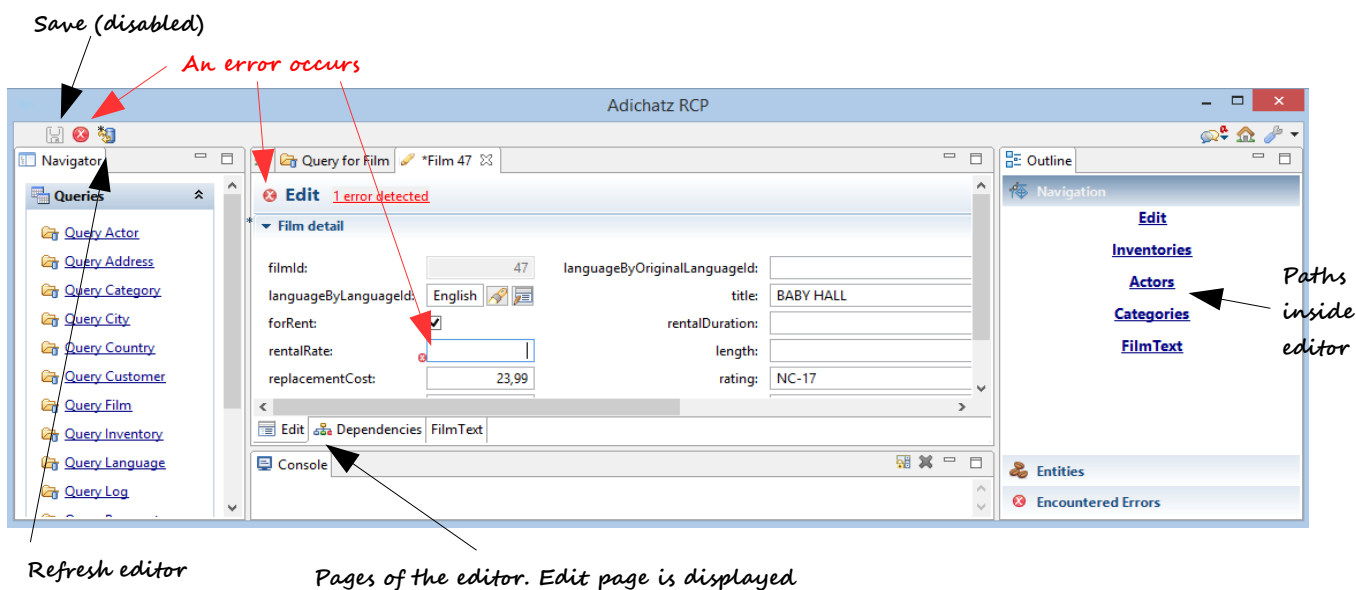 Save (disabled)
An error occurs
Adichatz RCP
Navigator
Query for Film
*Film 47
Outline
Queries
Query Actor
Query Address
Query Category
Query City
Query Country
Query Customer
Query Film
Query Inventory
Query Language
Query Log
Edit 1 error detected
* Film detail
filmId: 47 languageByOriginalLanguageId:
languageByLanguageId: English title: BABY HALL
forRent: rentalDuration:
rentalRate: length:
replacementCost: 23,99 rating: NC-17
Edit Dependencies FilmText
Console
Navigation
Edit
Inventories
Actors
Categories
FilmText
Entities
Encountered Errors
Paths
inside
editor
Refresh editor
Pages of the editor. Edit page is displayed